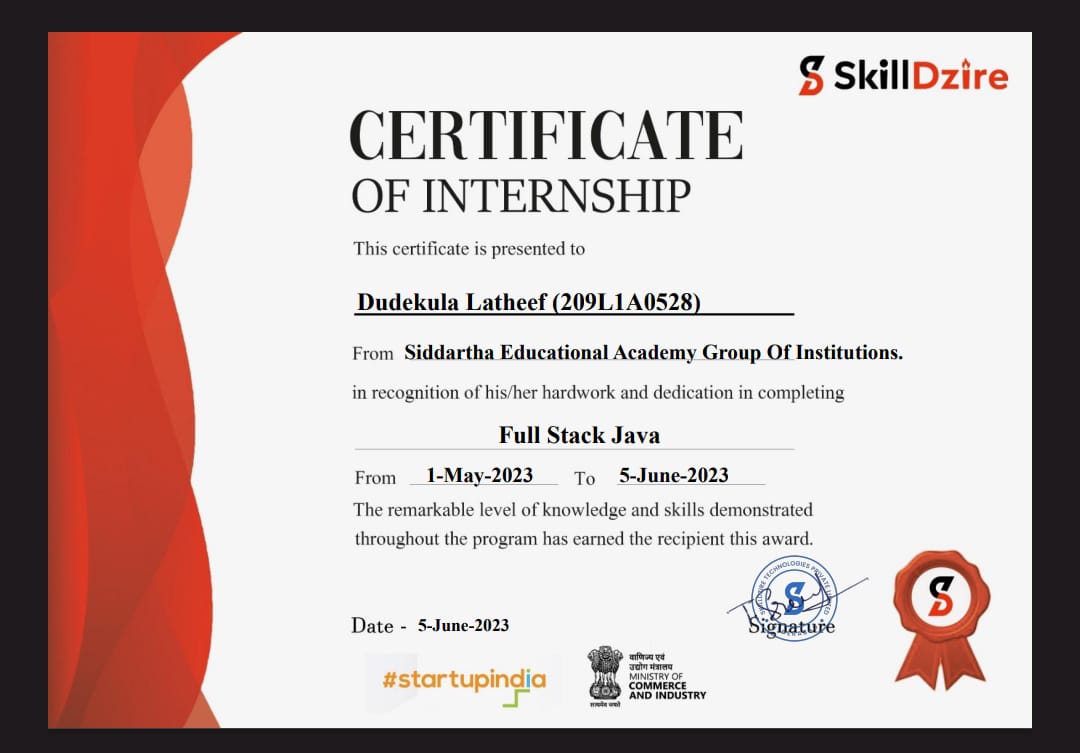 SkillDzire
CERTIFICATE
OF INTERNSHIP
This certificate is presented to
Dudekula Latheef (209L1A0528)
From Siddartha Educational Academy Group Of Institutions.
in recognition of his/her hardwork and dedication in completing
Full Stack Java
From 1-May-2023 To 5-June-2023
The remarkable level of knowledge and skills demonstrated
throughout the program has earned the recipient this award.
SKILLDZIRE TECHNOLOGIES PRIVATE LIMITED
Signature
Date - 5-June-2023
#startupindia
वाणिज्य एवं
उद्योग मंत्रालय
MINISTRY OF
COMMERCE
AND INDUSTRY
सत्यमेव जयते